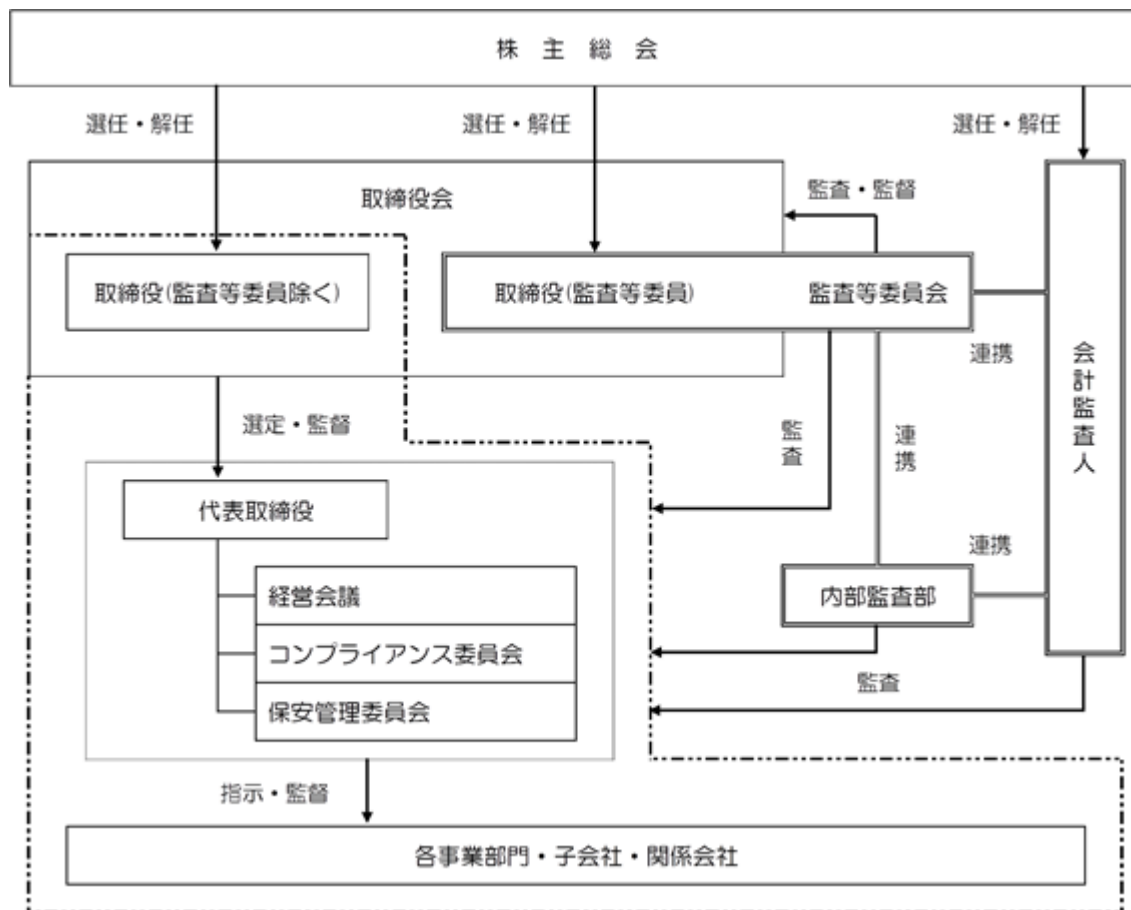 株主総会
選任・解任
選任・解任
選任・解任
取締役会
監査・監督
取締役(監査等委員除く)
取締役(監査等委員)
監査等委員会
連携
会計監査人
選定・監督
監査
連携
代表取締役
経営会議
コンプライアンス委員会
保安管理委員会
連携
内部監査部
監査
指示・監督
各事業部門・子会社・関係会社